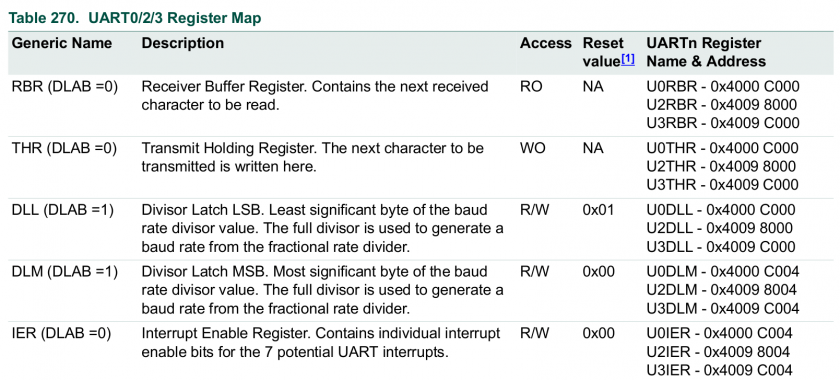 Table 270. UART0/2/3 Register Map
Generic Name Description Access Reset value[1] UARTn Register Name & Address
RBR (DLAB =0) Receiver Buffer Register. Contains the next received RO NA U0RBR - 0x4000 C000
character to be read. U2RBR - 0x4009 8000
U3RBR - 0x4009 C000
THR (DLAB =0) Transmit Holding Register. The next character to be WO NA U0THR - 0x4000 C000
transmitted is written here. U2THR - 0x4009 8000
U3THR - 0x4009 C000
DLL (DLAB =1) Divisor Latch LSB. Least significant byte of the baud R/W 0x01 U0DLL - 0x4000 C000
rate divisor value. The full divisor is used to generate a U2DLL - 0x4009 8000
baud rate from the fractional rate divider. U3DLL - 0x4009 C000
DLM (DLAB =1) Divisor Latch MSB. Most significant byte of the baud R/W 0x00 U0DLM - 0x4000 C004
rate divisor value. The full divisor is used to generate a U2DLM - 0x4009 8004
baud rate from the fractional rate divider. U3DLM - 0x4009 C004
IER (DLAB =0) Interrupt Enable Register. Contains individual interrupt R/W 0x00 U0IER - 0x4000 C004
enable bits for the 7 potential UART interrupts. U2IER - 0x4009 8004
U3IER - 0x4009 C004